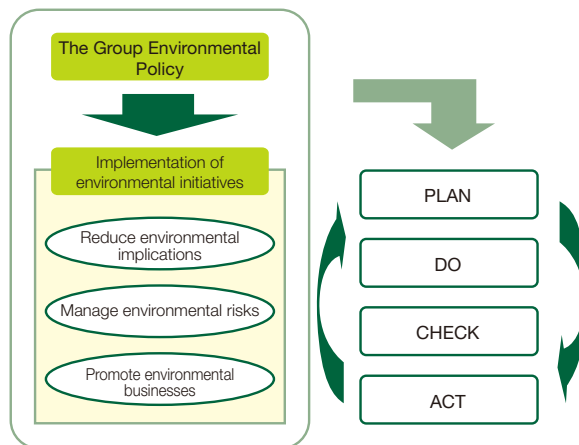 The Group Environmental
Policy
Implementation of
environmental initiatives
Reduce environmental
implications
Manage environmental risks
Promote environmental
businesses
PLAN
DO
CHECK
ACT